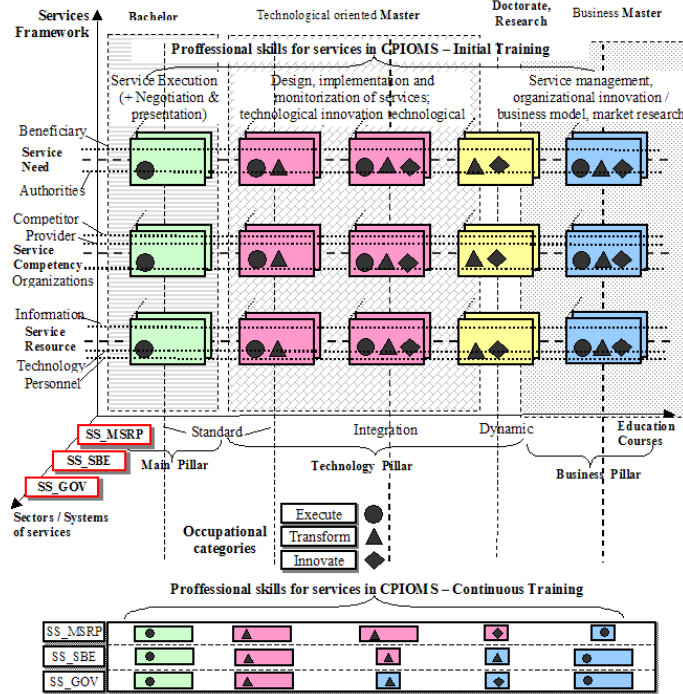 Services
Framework
Bachelor
Technological oriented Master
Doctorate,
Research
Business Master
Proffessional skills for services in CPIOMS – Initial Training
Service Execution
(+ Negotiation &
presentation)
Design, implementation and
monitorization of services;
technological innovation technological
Service management,
organizational innovation /
business model, market research
Beneficiary
Service
Need
Authorities
Competitor
Provider
Service
Competency
Organizations
Information
Service
Resource
Technology
Personnel
SS_MSRP
SS_SBE
SS_GOV
Sectors / Systems
of services
Standard
Integration
Dynamic
Education
Courses
Main Pillar
Technology Pillar
Business Pillar
Occupational
categories
Execute
Transform
Innovate
Proffessional skills for services in CPIOMS – Continuous Training
SS_MSRP
SS_SBE
SS_GOV